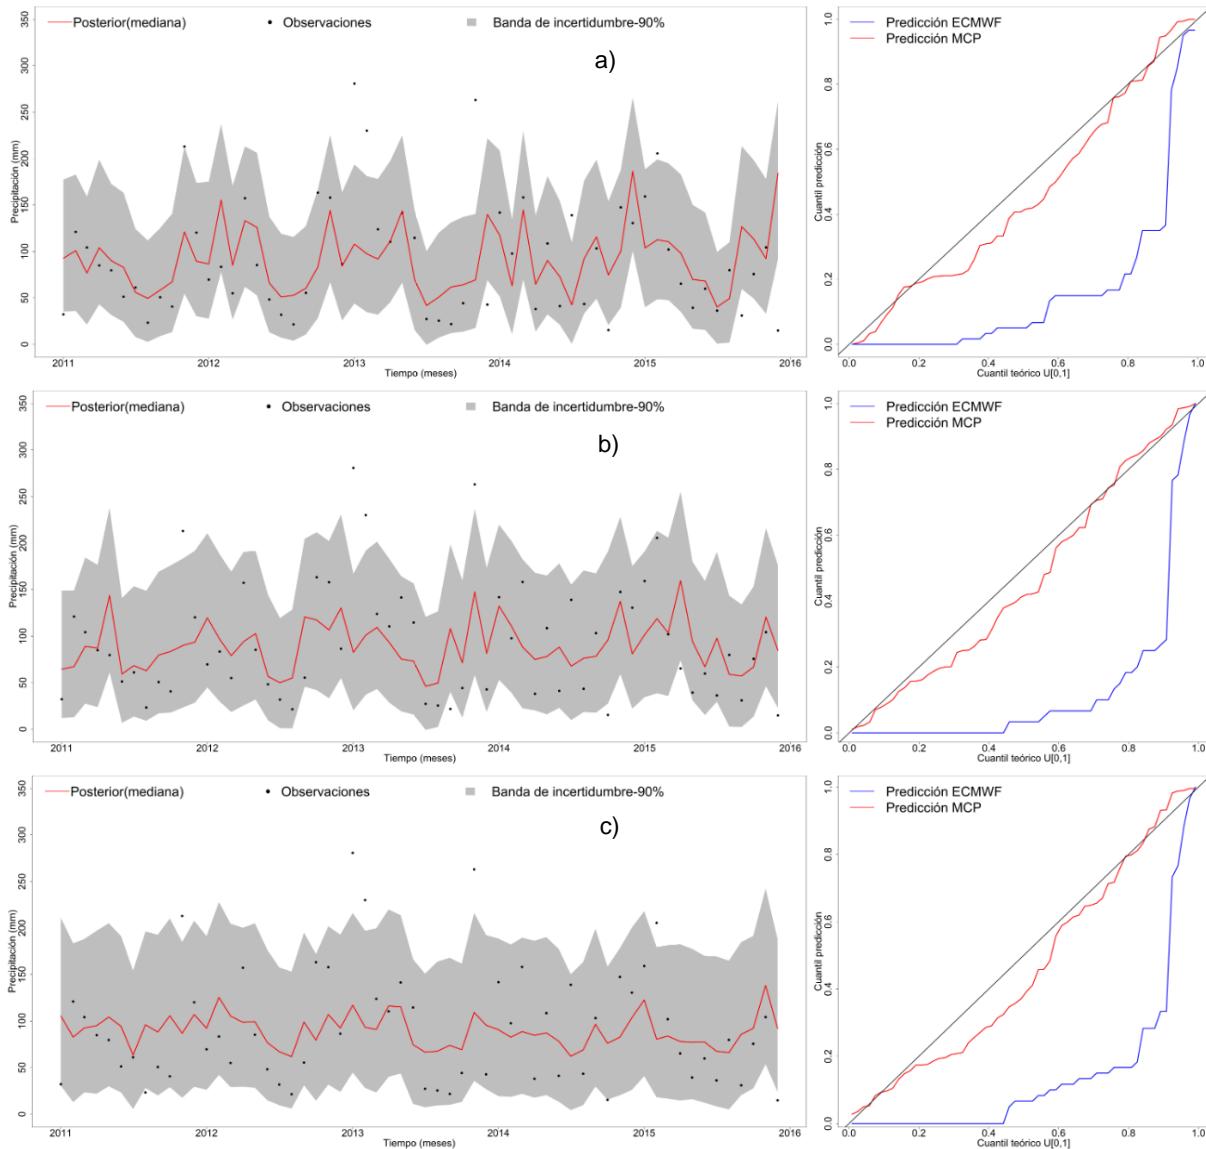 Posterior(mediana) Observaciones Banda de incertidumbre-90%
a)
Precipitación (mm)
350
300
250
200
150
100
50
0
2011 2012 2013 2014 2015 2016
Tiempo (meses)
Predicción ECMWF
Predicción MCP
Cuantil predicción
1.0
0.8
0.6
0.4
0.2
0.0
0.0 0.2 0.4 0.6 0.8 1.0
Cuantil teórico U[0,1]
Posterior(mediana) Observaciones Banda de incertidumbre-90%
b)
Precipitación (mm)
350
300
250
200
150
100
50
0
2011 2012 2013 2014 2015 2016
Tiempo (meses)
Predicción ECMWF
Predicción MCP
Cuantil predicción
1.0
0.8
0.6
0.4
0.2
0.0
0.0 0.2 0.4 0.6 0.8 1.0
Cuantil teórico U[0,1]
Posterior(mediana) Observaciones Banda de incertidumbre-90%
c)
Precipitación (mm)
350
300
250
200
150
100
50
0
2011 2012 2013 2014 2015 2016
Tiempo (meses)
Predicción ECMWF
Predicción MCP
Cuantil predicción
1.0
0.8
0.6
0.4
0.2
0.0
0.0 0.2 0.4 0.6 0.8 1.0
Cuantil teórico U[0,1]